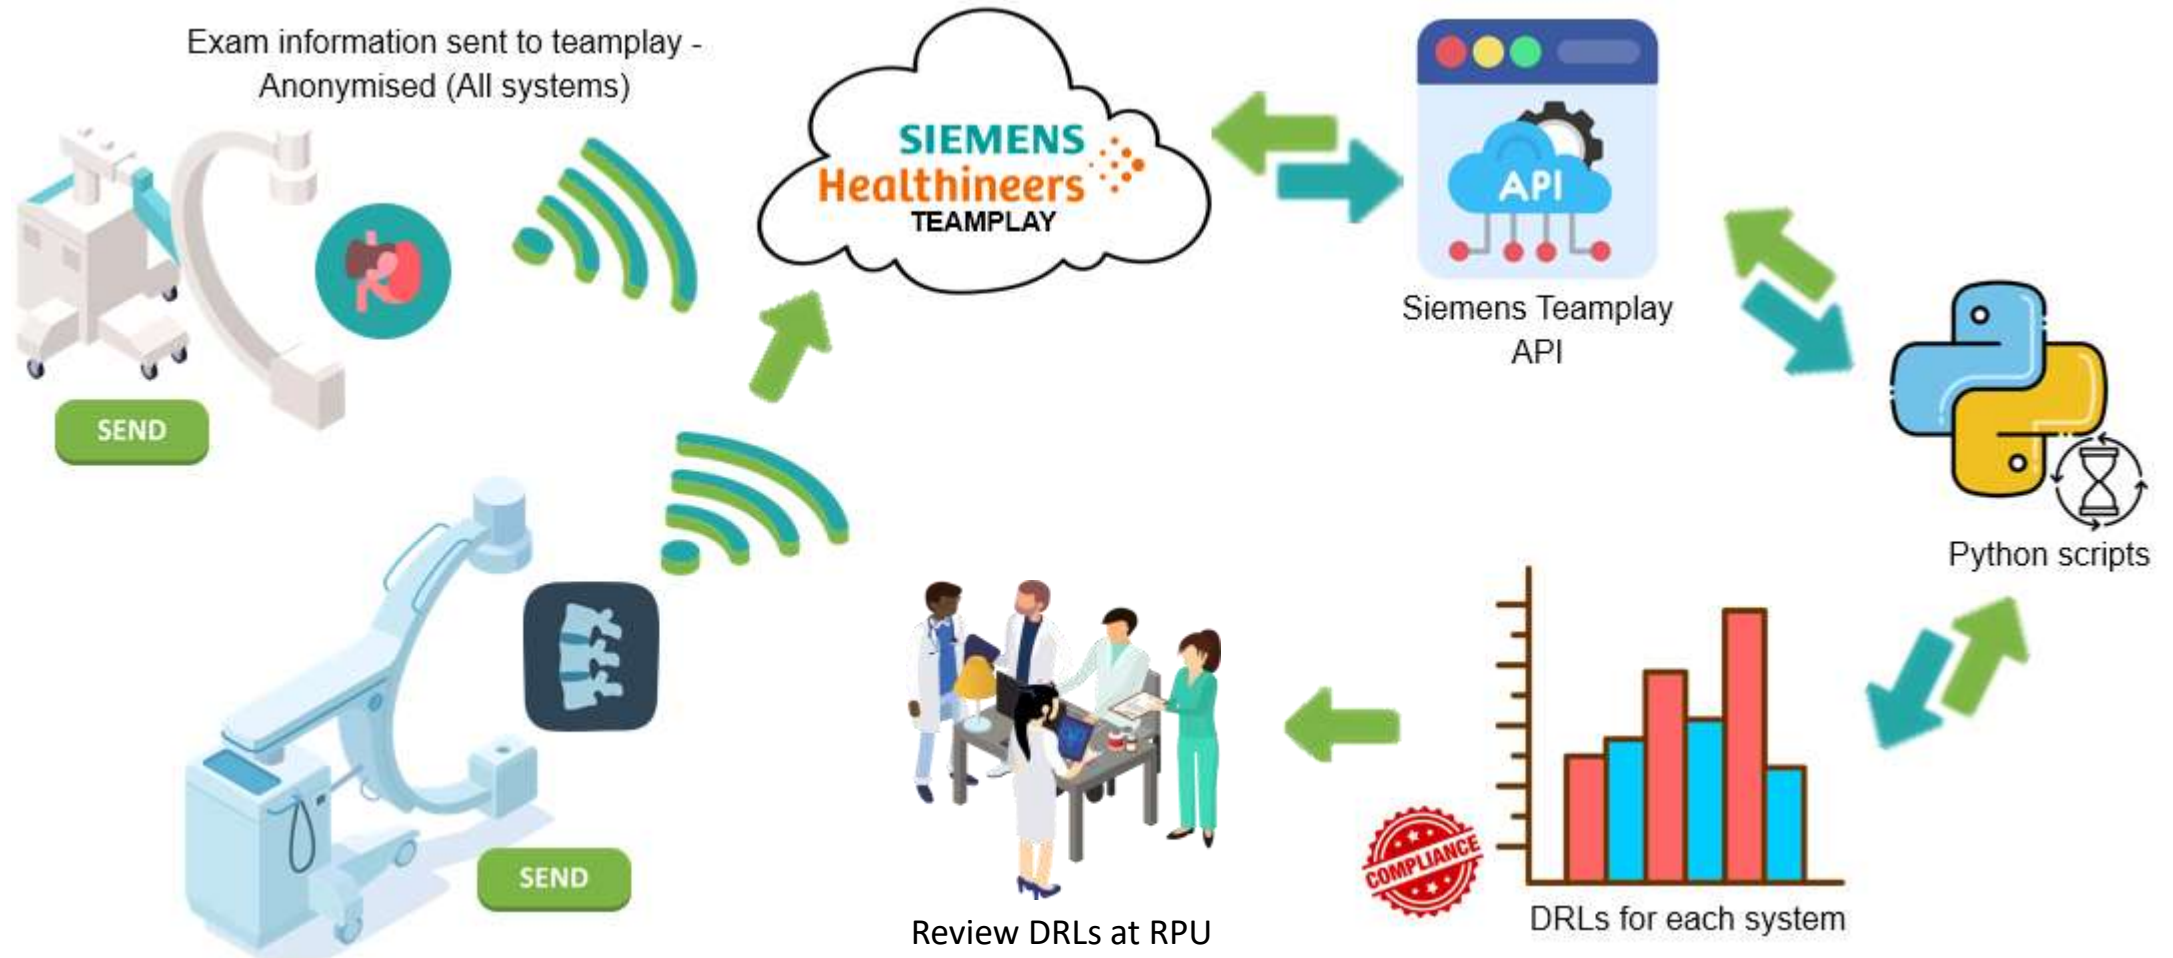 Exam information sent to teamplay -
Anonymised (All systems)
SEND
SEND
SIEMENS
Healthineers
TEAMPLAY
API
Siemens Teamplay
API
Python scripts
COMPLIANCE
DRLs for each system
Review DRLs at RPU